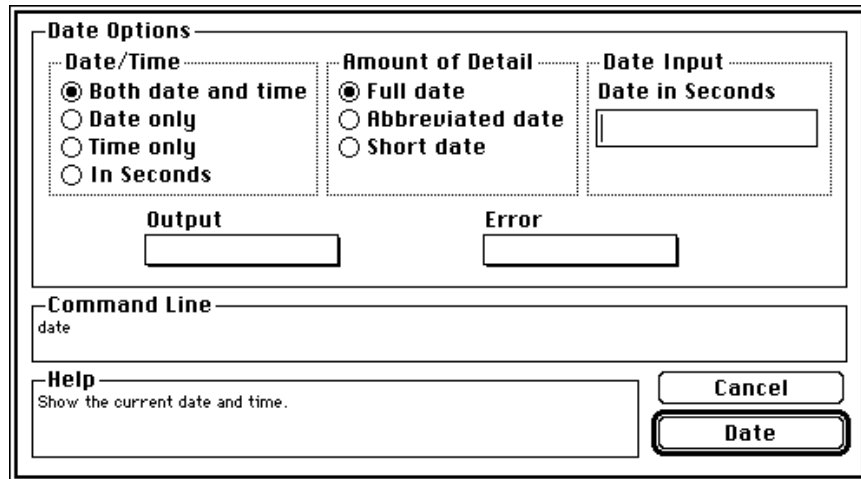 Date Options
Date/Time
Both date and time
Date only
Time only
In Seconds
Amount of Detail
Full date
Abbreviated date
Short date
Date Input
Date in Seconds
Output
Error
Command Line
date
Help
Show the current date and time.
Cancel
Date